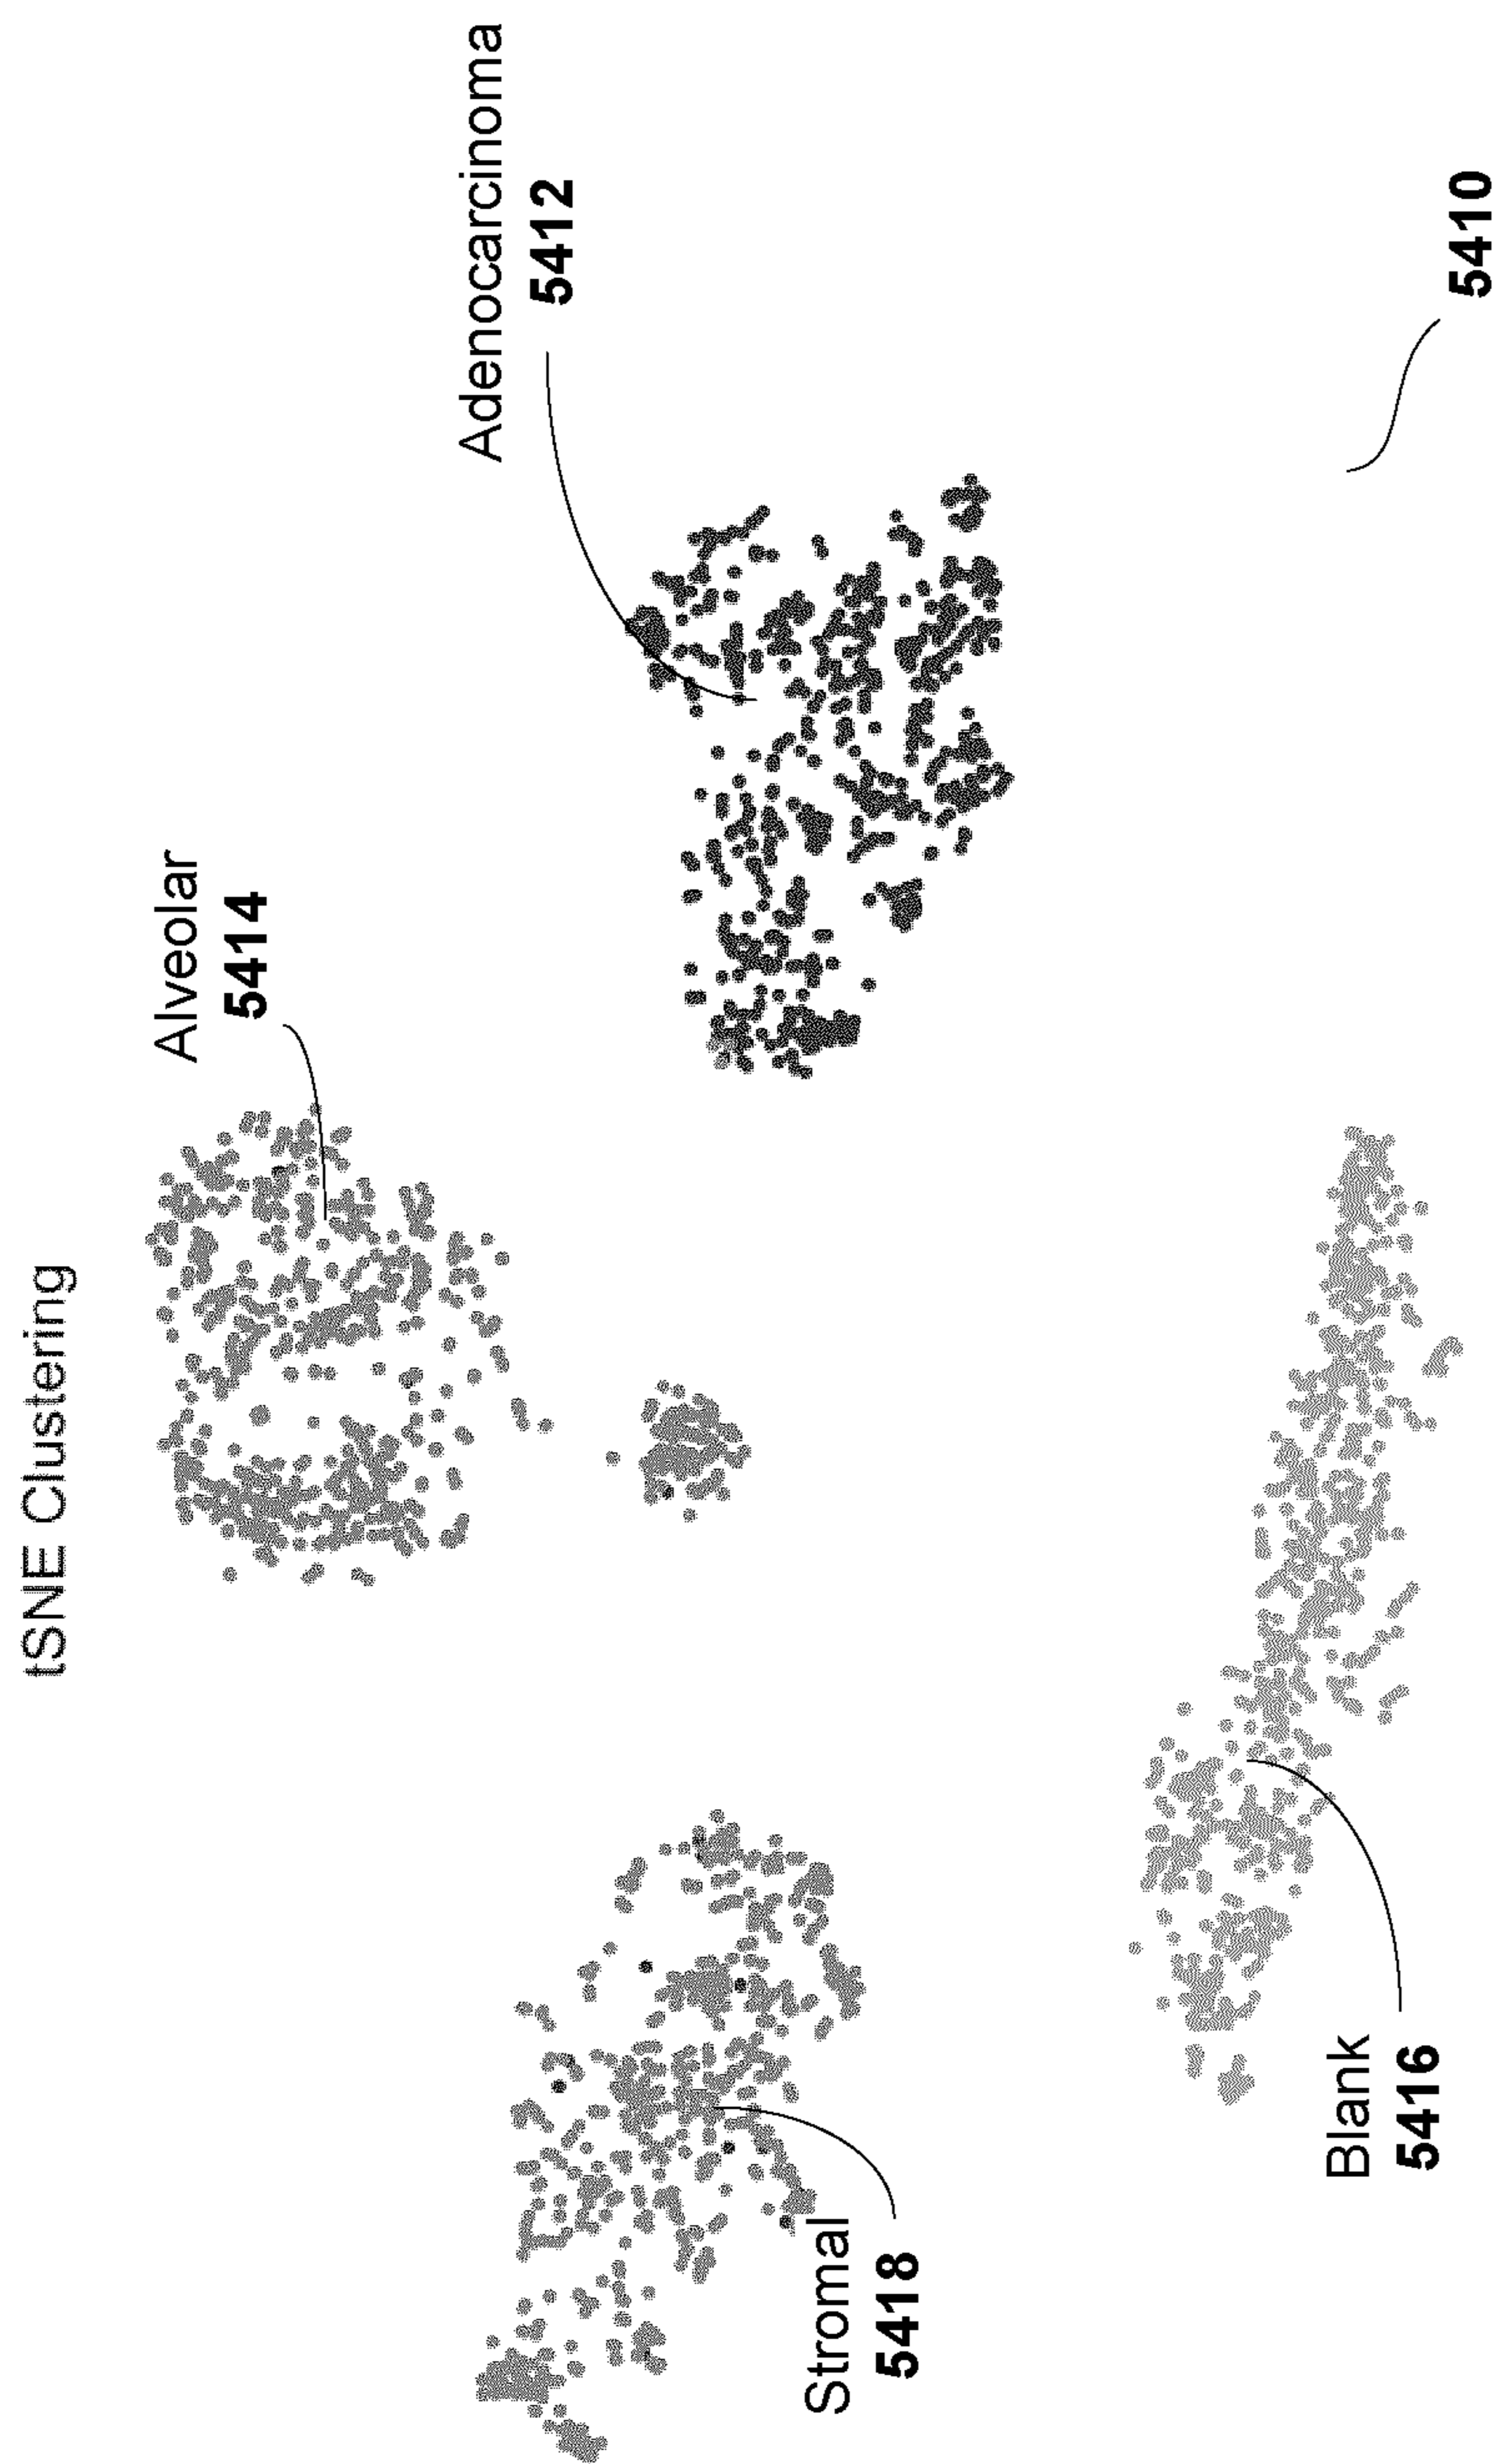 tSNE Clustering
Alveolar
5414
Adenocarcinoma
5412
Stromal
5418
Blank
5416
5410